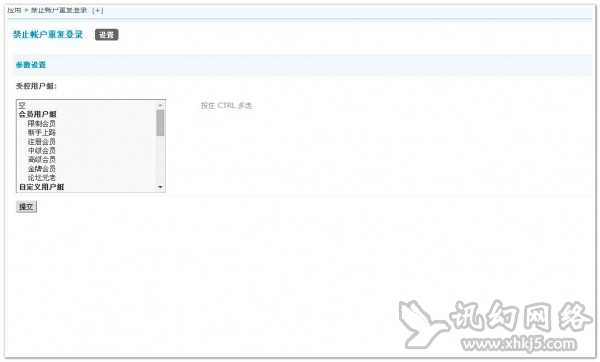 应用 » 禁止帐户重复登录 [+]
禁止帐户重复登录 设置
参数设置
受控用户组:
空
按住 CTRL 多选
会员用户组
限制会员
新手上路
注册会员
中级会员
高级会员
金牌会员
论坛元老
自定义用户组
提交
讯幻网络
www.xhkj5.com